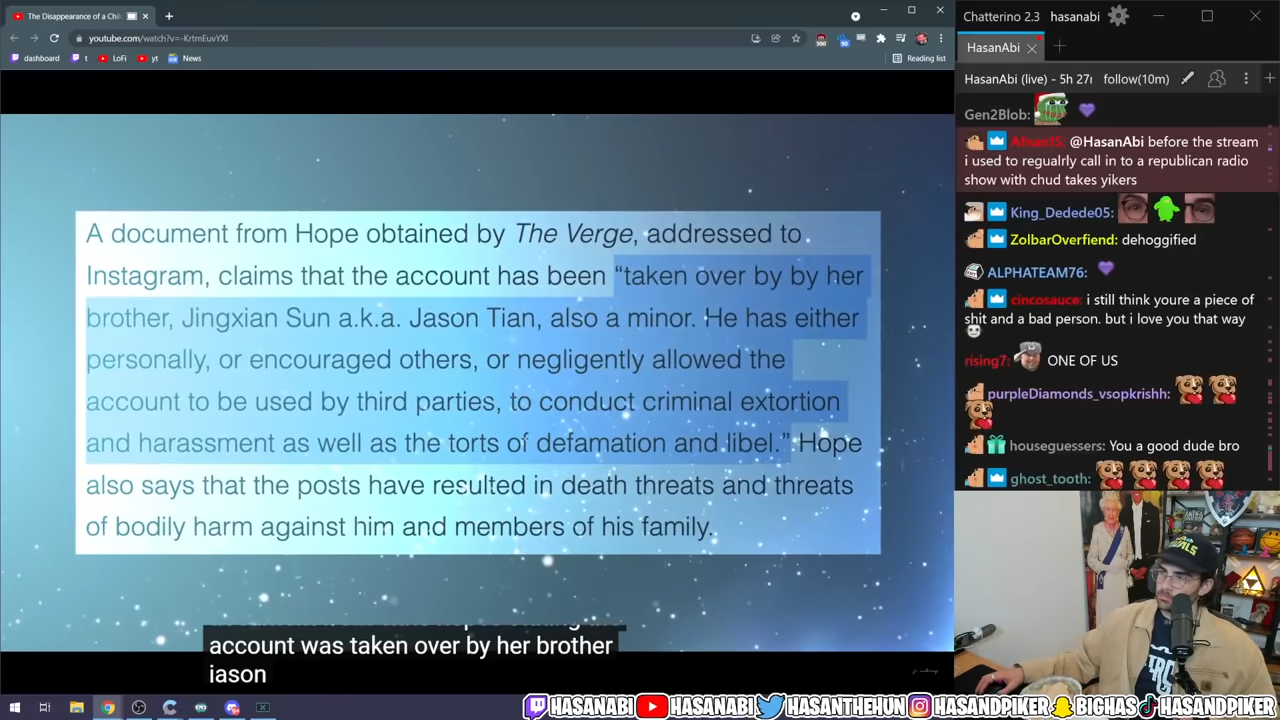 The Disappearance of a Chil
youtube.com/watch?v=-KrtmEuvYXI
dashboard
t
LoFi
yt
News
Reading list
A document from Hope obtained by The Verge, addressed to
Instagram, claims that the account has been “taken over by by her
brother, Jingxian Sun a.k.a. Jason Tian, also a minor. He has either
personally, or encouraged others, or negligently allowed the
account to be used by third parties, to conduct criminal extortion
and harassment as well as the torts of defamation and libel.” Hope
also says that the posts have resulted in death threats and threats
of bodily harm against him and members of his family.
account was taken over by her brother
jason
Chatterino 2.3 hasanabi
HasanAbi
HasanAbi (live) - 5h 27r follow(10m)
Gen2Blob:
Afnan15: @HasanAbi before the stream
i used to regualrly call in to a republican radio
show with chud takes yikers
King_Dedede05:
ZolbarOverfiend: dehoggified
ALPHATEAM76:
cincosauce: i still think youre a piece of
shit and a bad person. but i love you that way
rising7: ONE OF US
purpleDiamonds_vsopkrishh:
houseguessers: You a good dude bro
ghost_tooth:
HASANABI HASANABI HASANTHEHUN HASANDPIKER BIGHAS HASANDPIKER